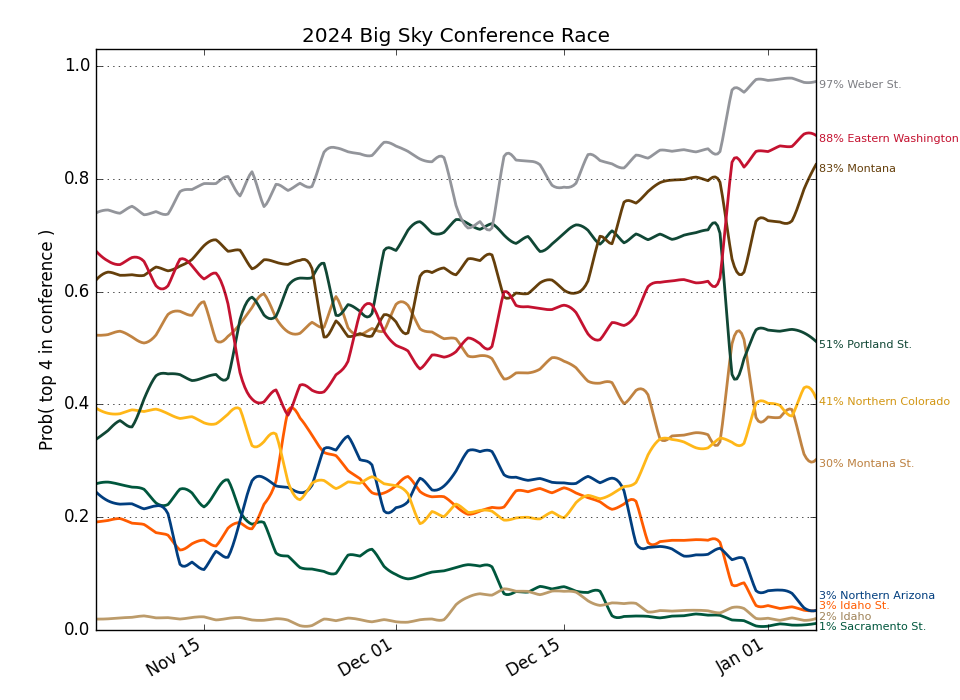 2024 Big Sky Conference Race
Prob( top 4 in conference )
1.0
0.8
0.6
0.4
0.2
0.0
Nov 15
Dec 01
Dec 15
Jan 01
97% Weber St.
88% Eastern Washington
83% Montana
51% Portland St.
41% Northern Colorado
30% Montana St.
3% Northern Arizona
3% Idaho St.
2% Idaho
1% Sacramento St.